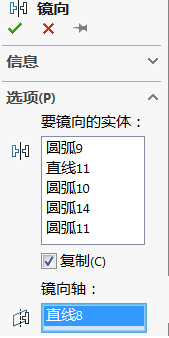 镜向
信息
选项(P)
要镜向的实体：
圆弧9
直线11
圆弧10
圆弧14
圆弧11
复制(C)
镜向轴：
直线8